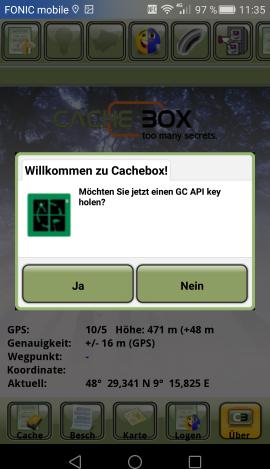 FONIC mobile 97 % 11:35
CACHE BOX
too many secrets.
Willkommen zu Cachebox!
Möchten Sie jetzt einen GC API key
holen?
Ja Nein
GPS: 10/5 Höhe: 471 m (+48 m
Genauigkeit: +/- 16 m (GPS)
Wegpunkt: -
Koordinate:
Aktuell: 48° 29,341 N 9° 15,825 E
Cache Besch Karte Logen Über